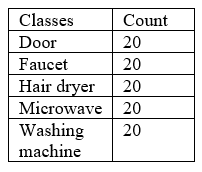 Classes Count
Door 20
Faucet 20
Hair dryer 20
Microwave 20
Washing 20
machine